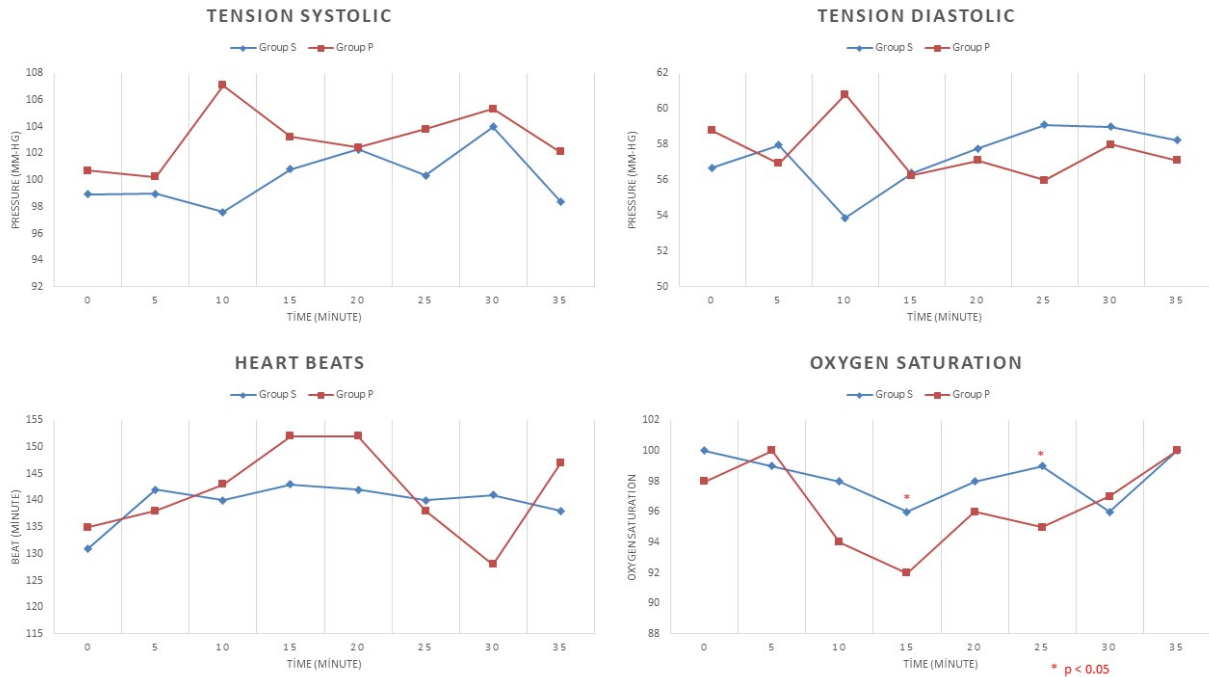 TENSION SYSTOLIC
Group S Group P
PRESSURE (MM-HG)
108
106
104
102
100
98
96
94
92
0 5 10 15 20 25 30 35
TİME (MİNUTE)
TENSION DIASTOLIC
Group S Group P
PRESSURE (MM-HG)
62
60
58
56
54
52
50
0 5 10 15 20 25 30 35
TİME (MİNUTE)
HEART BEATS
Group S Group P
BEAT (MİNUTE)
155
150
145
140
135
130
125
120
115
0 5 10 15 20 25 30 35
TİME (MİNUTE)
OXYGEN SATURATION
Group S Group P
OXYGEN SATURATION
102
100
98
96
94
92
90
88
*
*
0 5 10 15 20 25 30 35
TİME (MİNUTE)
* p < 0.05